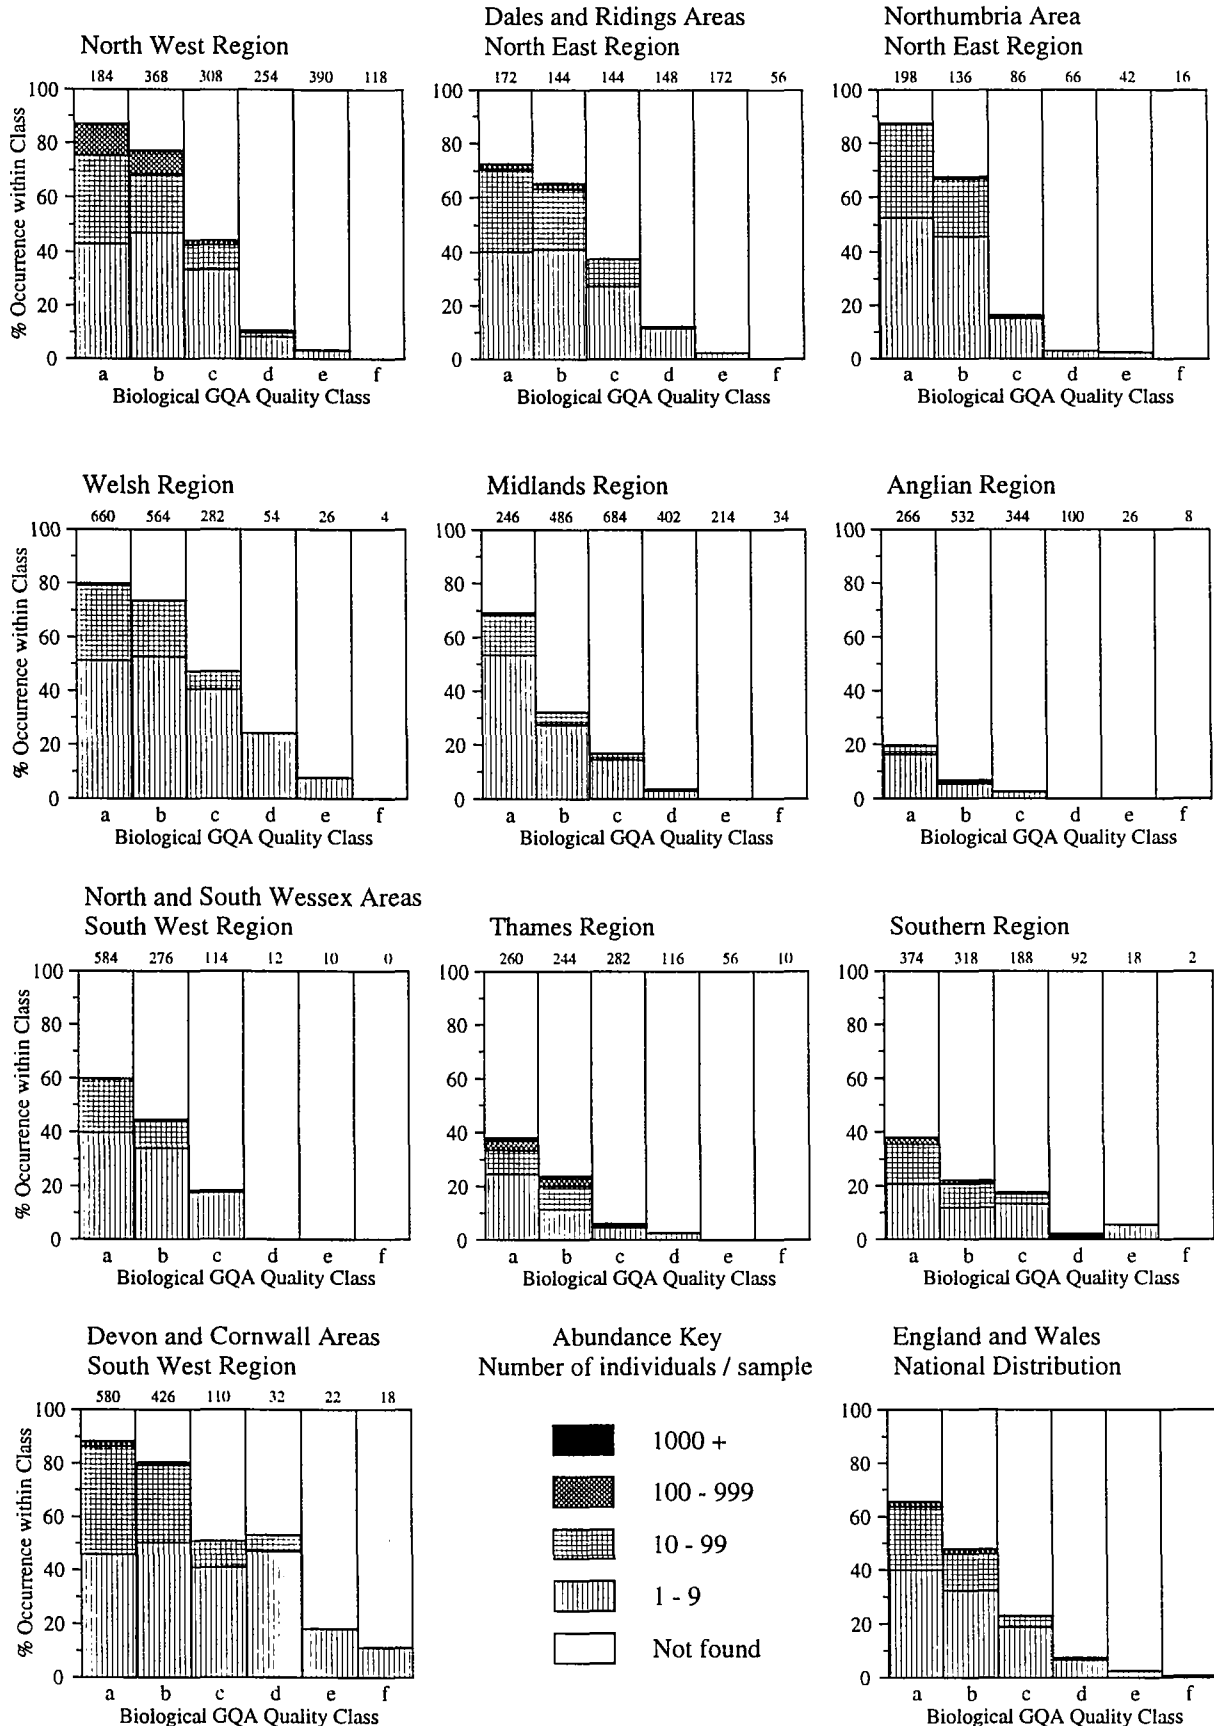 North West Region
184 368 308 254 390 118
100
80
60
40
20
0
% Occurrence within Class
a b c d e f
Biological GQA Quality Class
Dales and Ridings Areas
North East Region
172 144 144 148 172 56
100
80
60
40
20
0
a b c d e f
Biological GQA Quality Class
Northumbria Area
North East Region
198 136 86 66 42 16
100
80
60
40
20
0
a b c d e f
Biological GQA Quality Class
Welsh Region
660 564 282 54 26 4
100
80
60
40
20
0
% Occurrence within Class
a b c d e f
Biological GQA Quality Class
Midlands Region
246 486 684 402 214 34
100
80
60
40
20
0
a b c d e f
Biological GQA Quality Class
Anglian Region
266 532 344 100 26 8
100
80
60
40
20
0
a b c d e f
Biological GQA Quality Class
North and South Wessex Areas
South West Region
584 276 114 12 10 0
100
80
60
40
20
0
% Occurrence within Class
a b c d e f
Biological GQA Quality Class
Thames Region
260 244 282 116 56 10
100
80
60
40
20
0
a b c d e f
Biological GQA Quality Class
Southern Region
374 318 188 92 18 2
100
80
60
40
20
0
a b c d e f
Biological GQA Quality Class
Devon and Cornwall Areas
South West Region
580 426 110 32 22 18
100
80
60
40
20
0
% Occurrence within Class
a b c d e f
Biological GQA Quality Class
Abundance Key
Number of individuals / sample
1000 +
100 - 999
10 - 99
1 - 9
Not found
England and Wales
National Distribution
100
80
60
40
20
0
a b c d e f
Biological GQA Quality Class